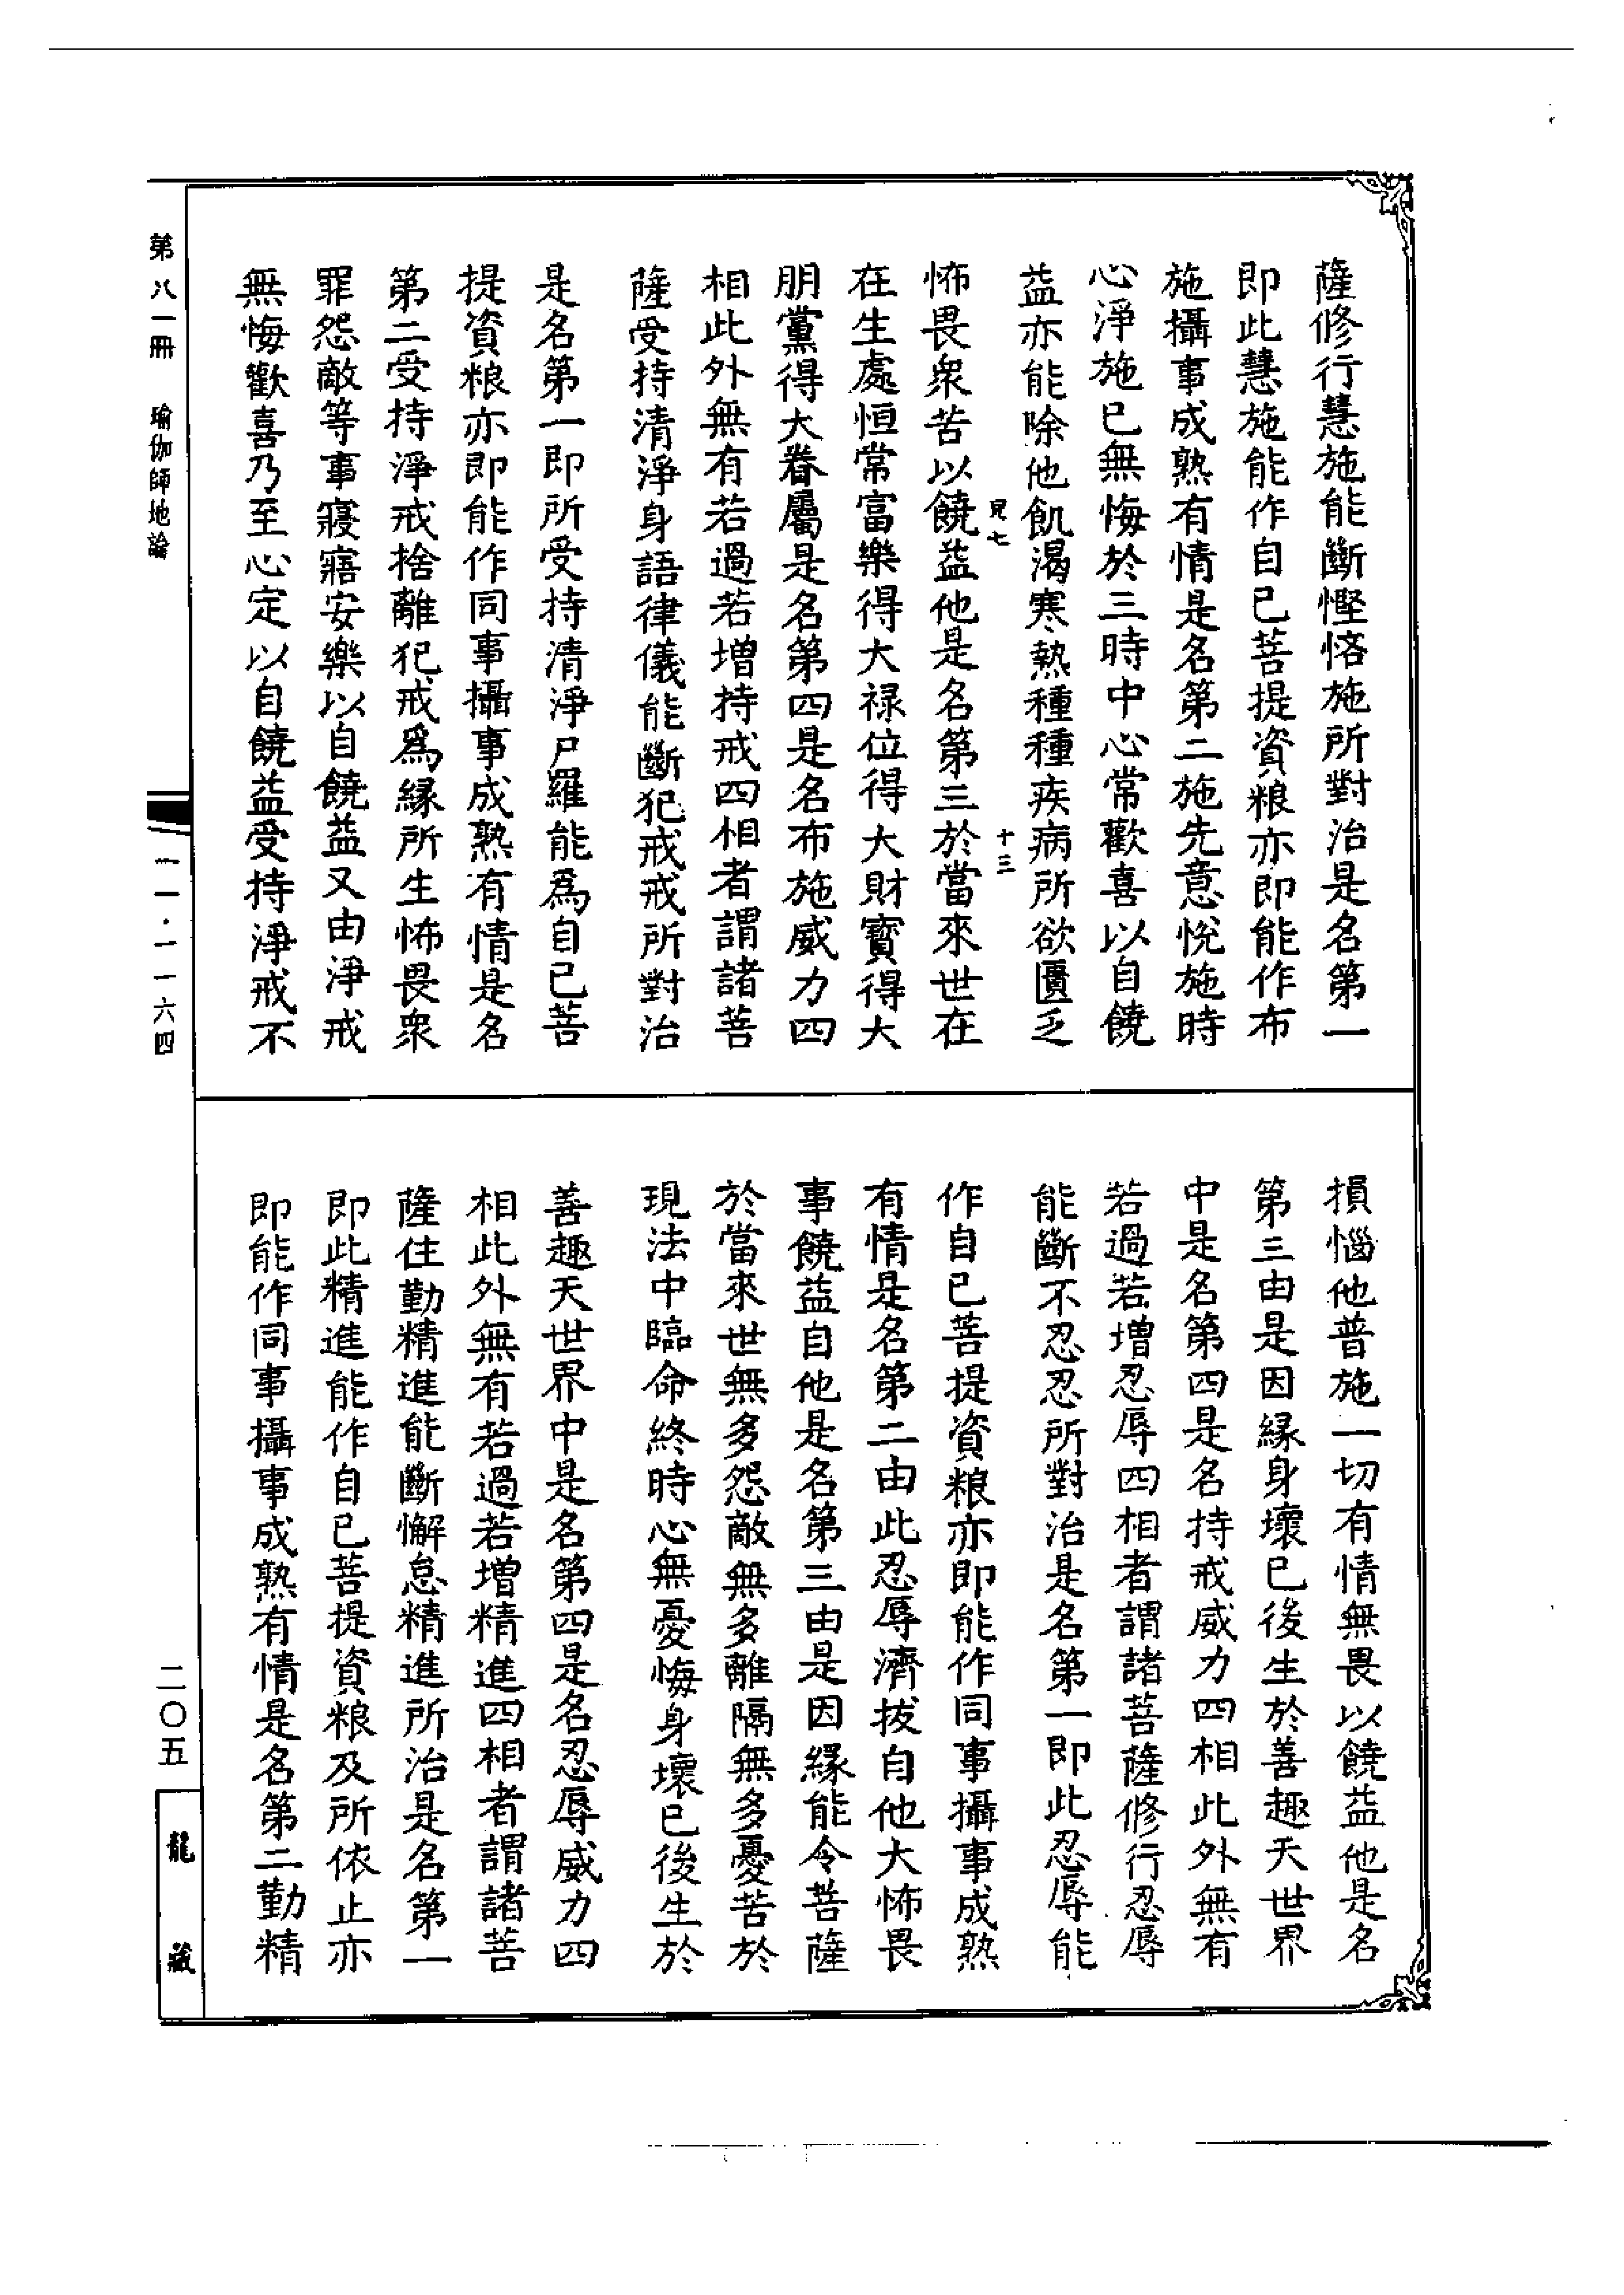 薩修行慧施能斷慳悋施所對治是名第一
即此慧施能作自己菩提資粮亦即能作布
施攝事成熟有情是名第二施先意悅施時
心淨施已無悔於三時中心常歡喜以自饒
益亦能除他飢渴寒熱種種疾病所欲匱乏
十三
怖畏衆苦以饒益他是名第三於當來世在
在生處恒常富樂得大禄位得大財寳得大
朋黨得大眷屬是名第四是名布施威力四
相此外無有若過若増持戒四相者謂諸菩
薩受持清淨身語律儀能斷犯戒戒所對治
是名第一即所受持清淨尸羅能為自己菩
提資粮亦即能作同事攝事成熟有情是名
第二受持淨戒捨離犯戒為縁所生怖畏衆
罪怨敵等事寢寤安樂以自饒益又由淨戒
無悔歡喜乃至心定以自饒益受持淨戒不
損惱他普施一切有情無畏以饒益他是名
第三由是因縁身壞已後生於善趣天世界
中是名第四是名持戒威力四相此外無有
若過若増忍辱四相者謂諸菩薩修行忍辱
能斷不忍忍所對治是名第一即此忍辱能
作自已菩提資粮亦即能作同事攝事成熟
有情是名第二由此忍辱濟拔自他大怖畏
事饒益自他是名第三由是因緣能令菩薩
於當來世無多怨敵無多離隔無多憂苦於
現法中臨命終時心無憂悔身壞已後生於
善趣天世界中是名第四是名忍辱威力四
相此外無有若過若増精進四相者謂諸菩
薩住勤精進能斷懈怠精進所治是名第一
即此精進能作自已菩提資粮及所依止亦
即能作同事攝事成熟有情是名第二勤精
第八一冊 瑜伽師地論
一一·一一六四
二〇五
龍藏